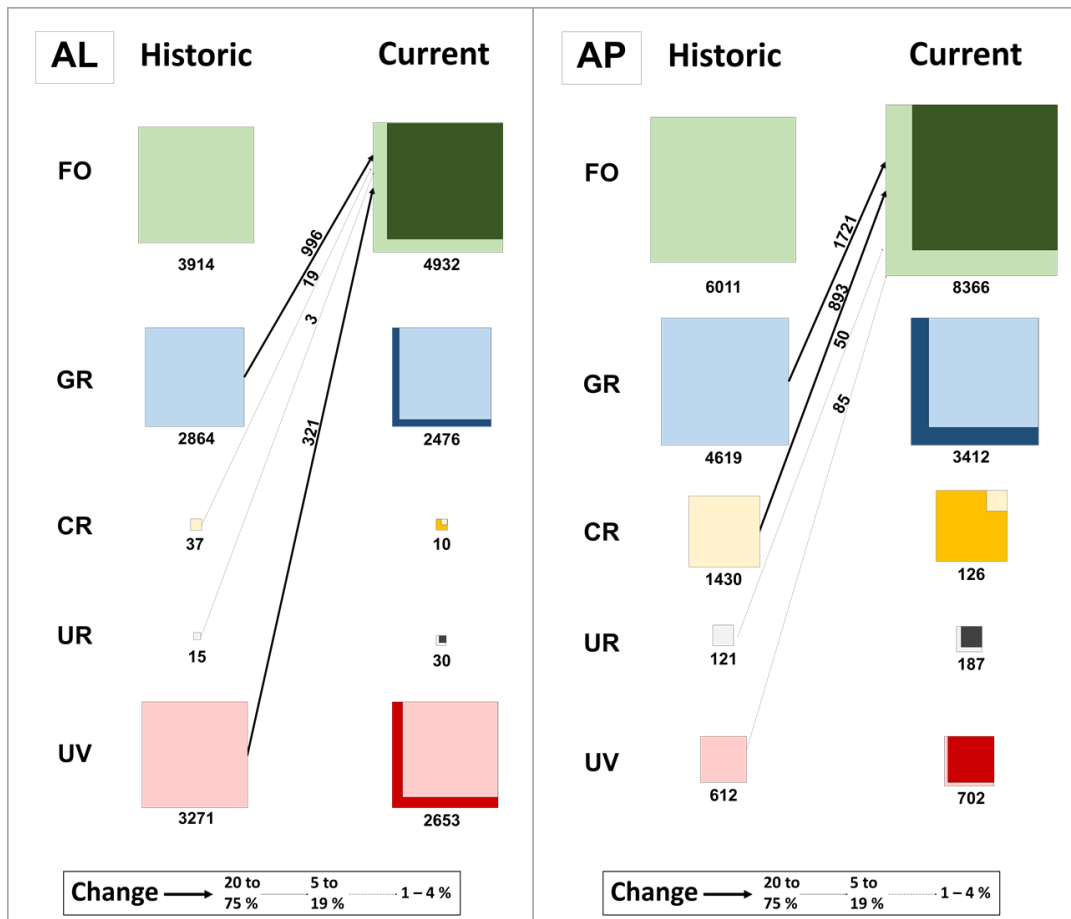 AL Historic Current
FO
3914 4932
996
19
3
GR
2864 2476
321
CR
37 10
UR
15 30
UV
3271 2653
Change 20 to 75 % 5 to 19 % 1 – 4 %
AP Historic Current
FO
6011 8366
1721
893
50
85
GR
4619 3412
CR
1430 126
UR
121 187
UV
612 702
Change 20 to 75 % 5 to 19 % 1 – 4 %